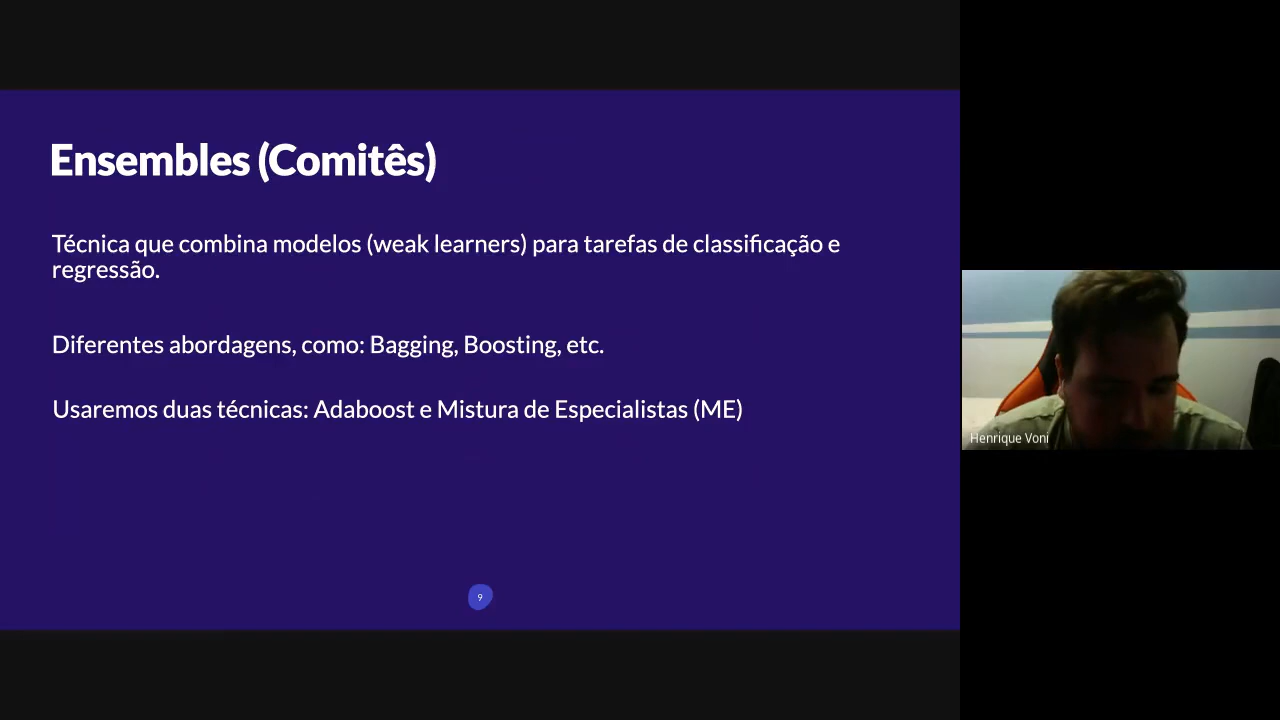 Ensembles (Comitês)
Técnica que combina modelos (weak learners) para tarefas de classificação e
regressão.
Diferentes abordagens, como: Bagging, Boosting, etc.
Usaremos duas técnicas: Adaboost e Mistura de Especialistas (ME)
9
Henrique Voni